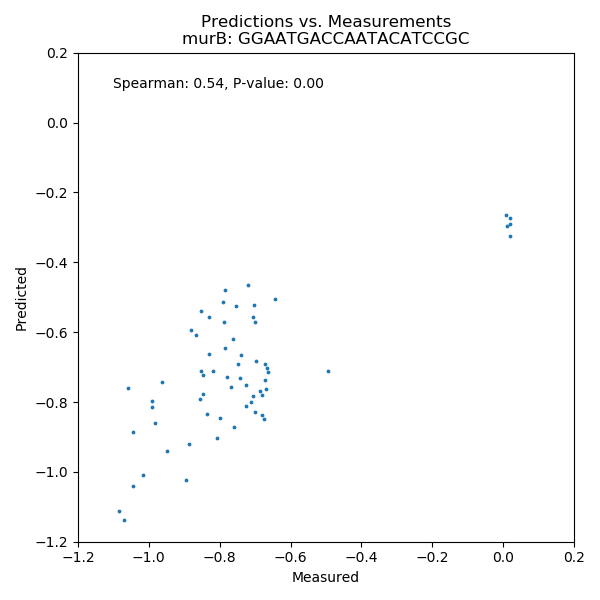 Predictions vs. Measurements
murB: GGAATGACCAATACATCCGC
Spearman: 0.54, P-value: 0.00
0.2
0.0
−0.2
−0.4
−0.6
−0.8
−1.0
−1.2
Predicted
−1.2 −1.0 −0.8 −0.6 −0.4 −0.2 0.0 0.2
Measured